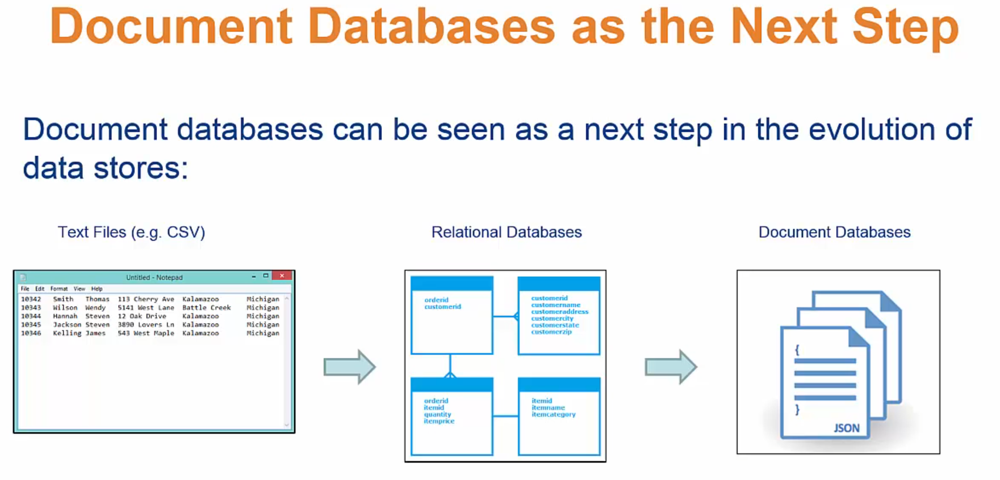 Document Databases as the Next Step
Document databases can be seen as a next step in the evolution of
data stores:
Text Files (e.g. CSV)
Untitled - Notepad
File Edit Format View Help
10342 Smith Thomas 113 Cherry Ave Kalamazoo Michigan
10343 Wilson Wendy 5141 West Lane Battle Creek Michigan
10344 Hannah Steven 12 Oak Drive Kalamazoo Michigan
10345 Jackson Steven 3890 Lovers Ln Kalamazoo Michigan
10346 Kelling James 543 West Maple Kalamazoo Michigan
Relational Databases
orderid
customerid
customerid
customername
customeraddress
customercity
customerstate
customerzip
orderid
itemid
quantity
itemprice
itemid
itemname
itemcategory
Document Databases
{
}
JSON